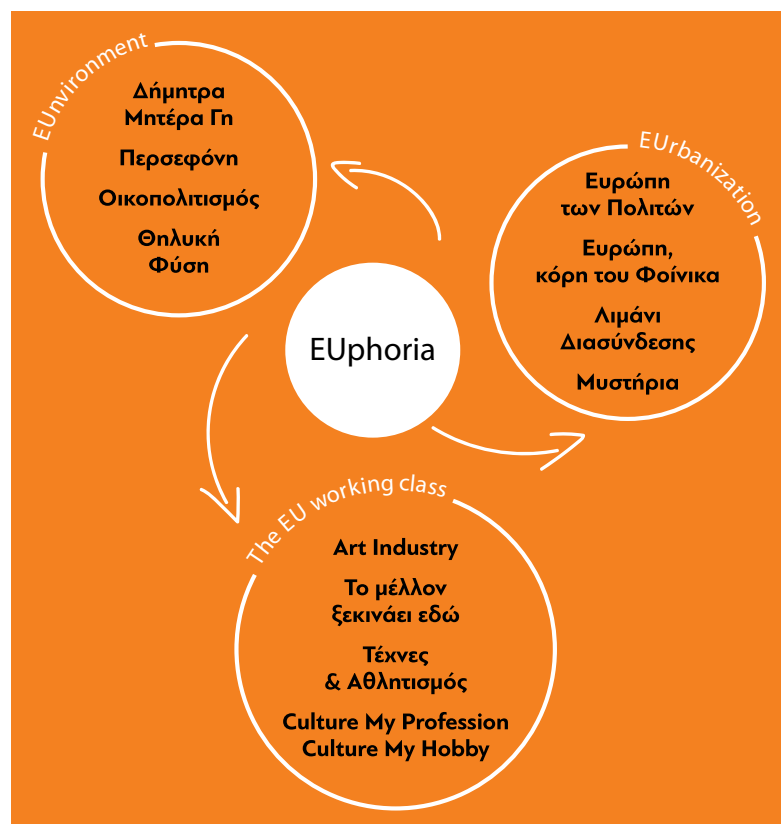 EUnvironment
Δήμητρα
Μητέρα Γη
Περσεφόνη
Οικοπολιτισμός
Θηλυκή
Φύση
EUrbanization
Ευρώπη
των Πολιτών
Ευρώπη,
κόρη του Φοίνικα
Λιμάνι
Διασύνδεσης
Μυστήρια
EUphoria
The EU working class
Art Industry
Το μέλλον
ξεκινάει εδώ
Τέχνες
& Αθλητισμός
Culture My Profession
Culture My Hobby